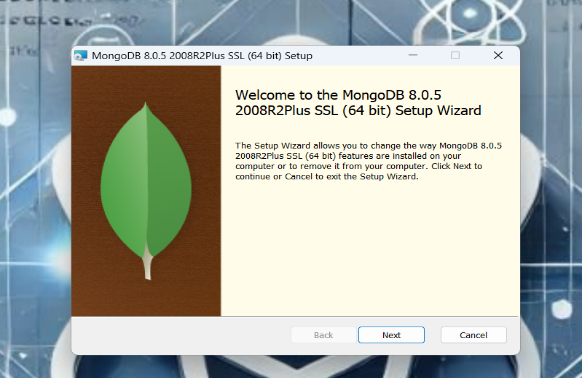 MongoDB 8.0.5 2008R2Plus SSL (64 bit) Setup
Welcome to the MongoDB 8.0.5
2008R2Plus SSL (64 bit) Setup Wizard
The Setup Wizard allows you to change the way MongoDB 8.0.5
2008R2Plus SSL (64 bit) features are installed on your
computer or to remove it from your computer. Click Next to
continue or Cancel to exit the Setup Wizard.
Back
Next
Cancel